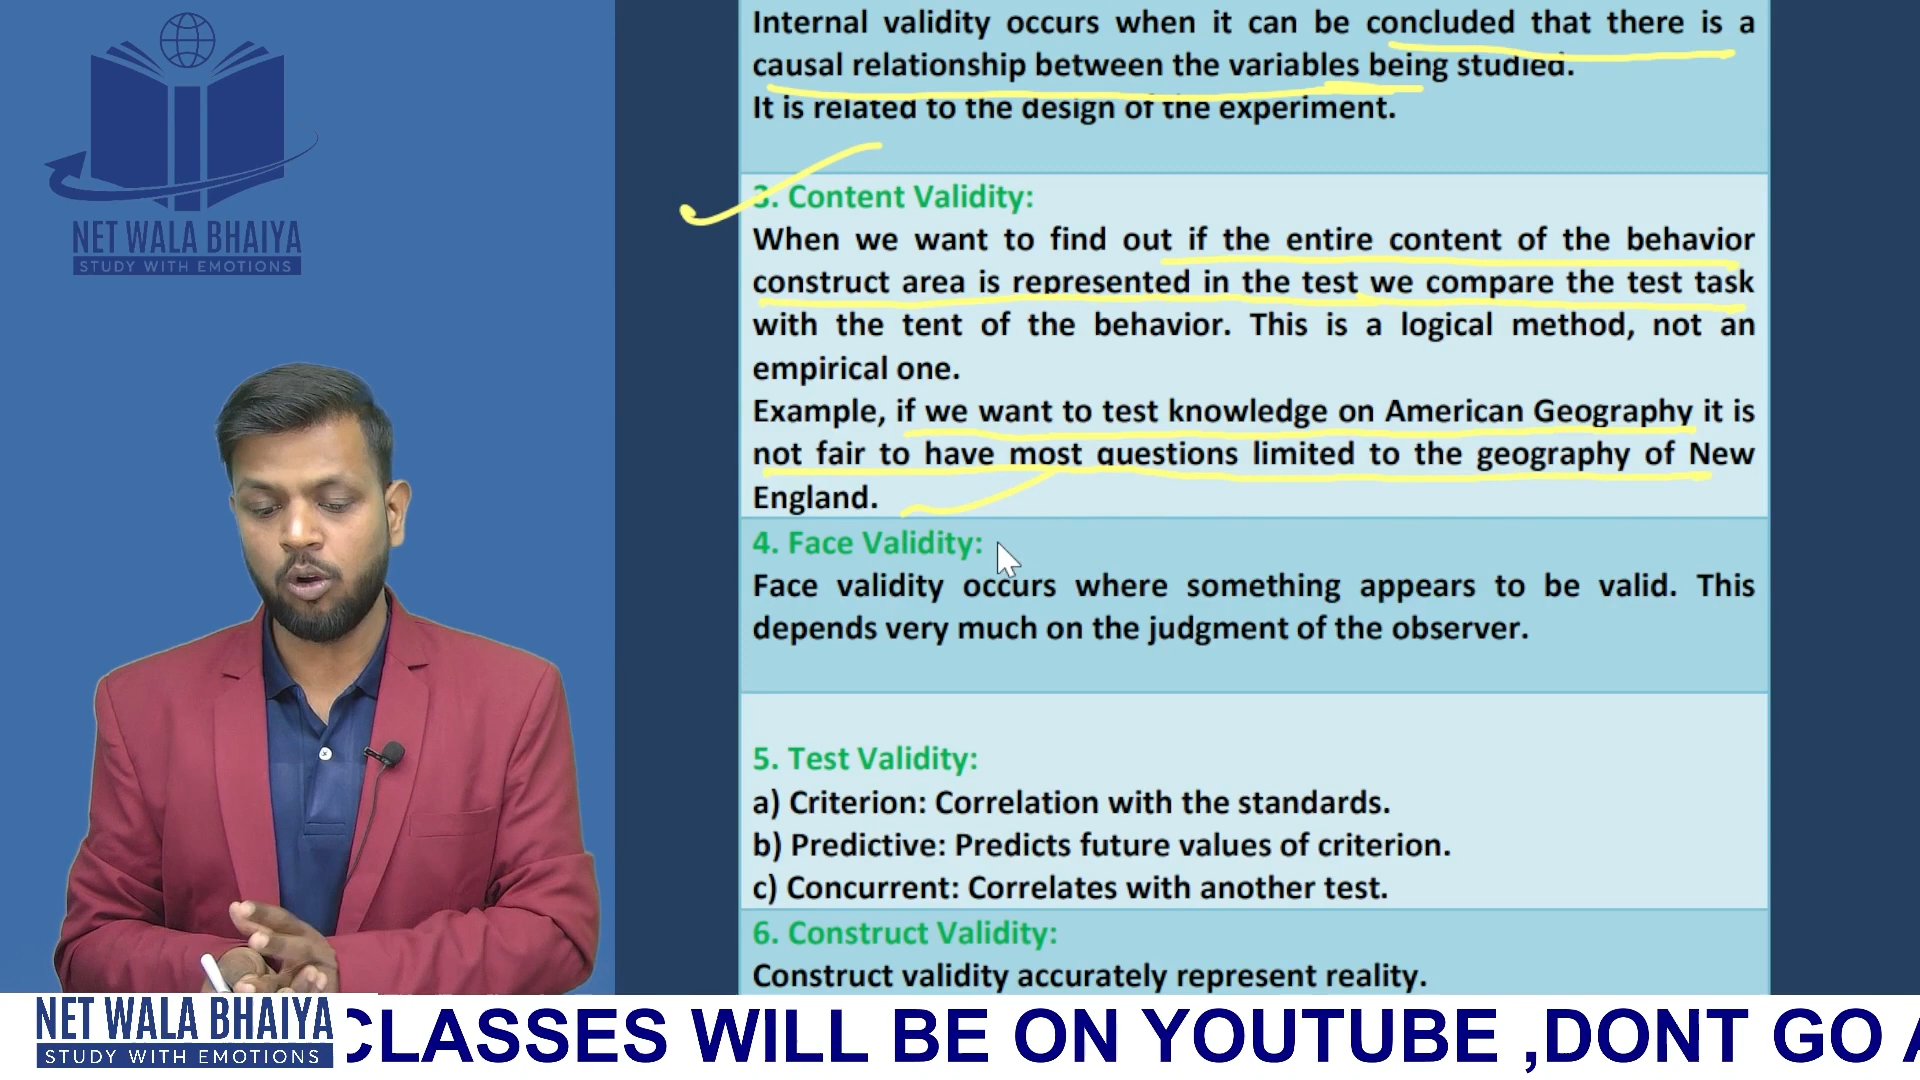 NET WALA BHAIYA
STUDY WITH EMOTIONS
Internal validity occurs when it can be concluded that there is a
causal relationship between the variables being studied.
It is related to the design of the experiment.
3. Content Validity:
When we want to find out if the entire content of the behavior
construct area is represented in the test we compare the test task
with the tent of the behavior. This is a logical method, not an
empirical one.
Example, if we want to test knowledge on American Geography it is
not fair to have most questions limited to the geography of New
England.
4. Face Validity:
Face validity occurs where something appears to be valid. This
depends very much on the judgment of the observer.
5. Test Validity:
a) Criterion: Correlation with the standards.
b) Predictive: Predicts future values of criterion.
c) Concurrent: Correlates with another test.
6. Construct Validity:
Construct validity accurately represent reality.
NET WALA BHAIYA
STUDY WITH EMOTIONS
CLASSES WILL BE ON YOUTUBE ,DONT GO A